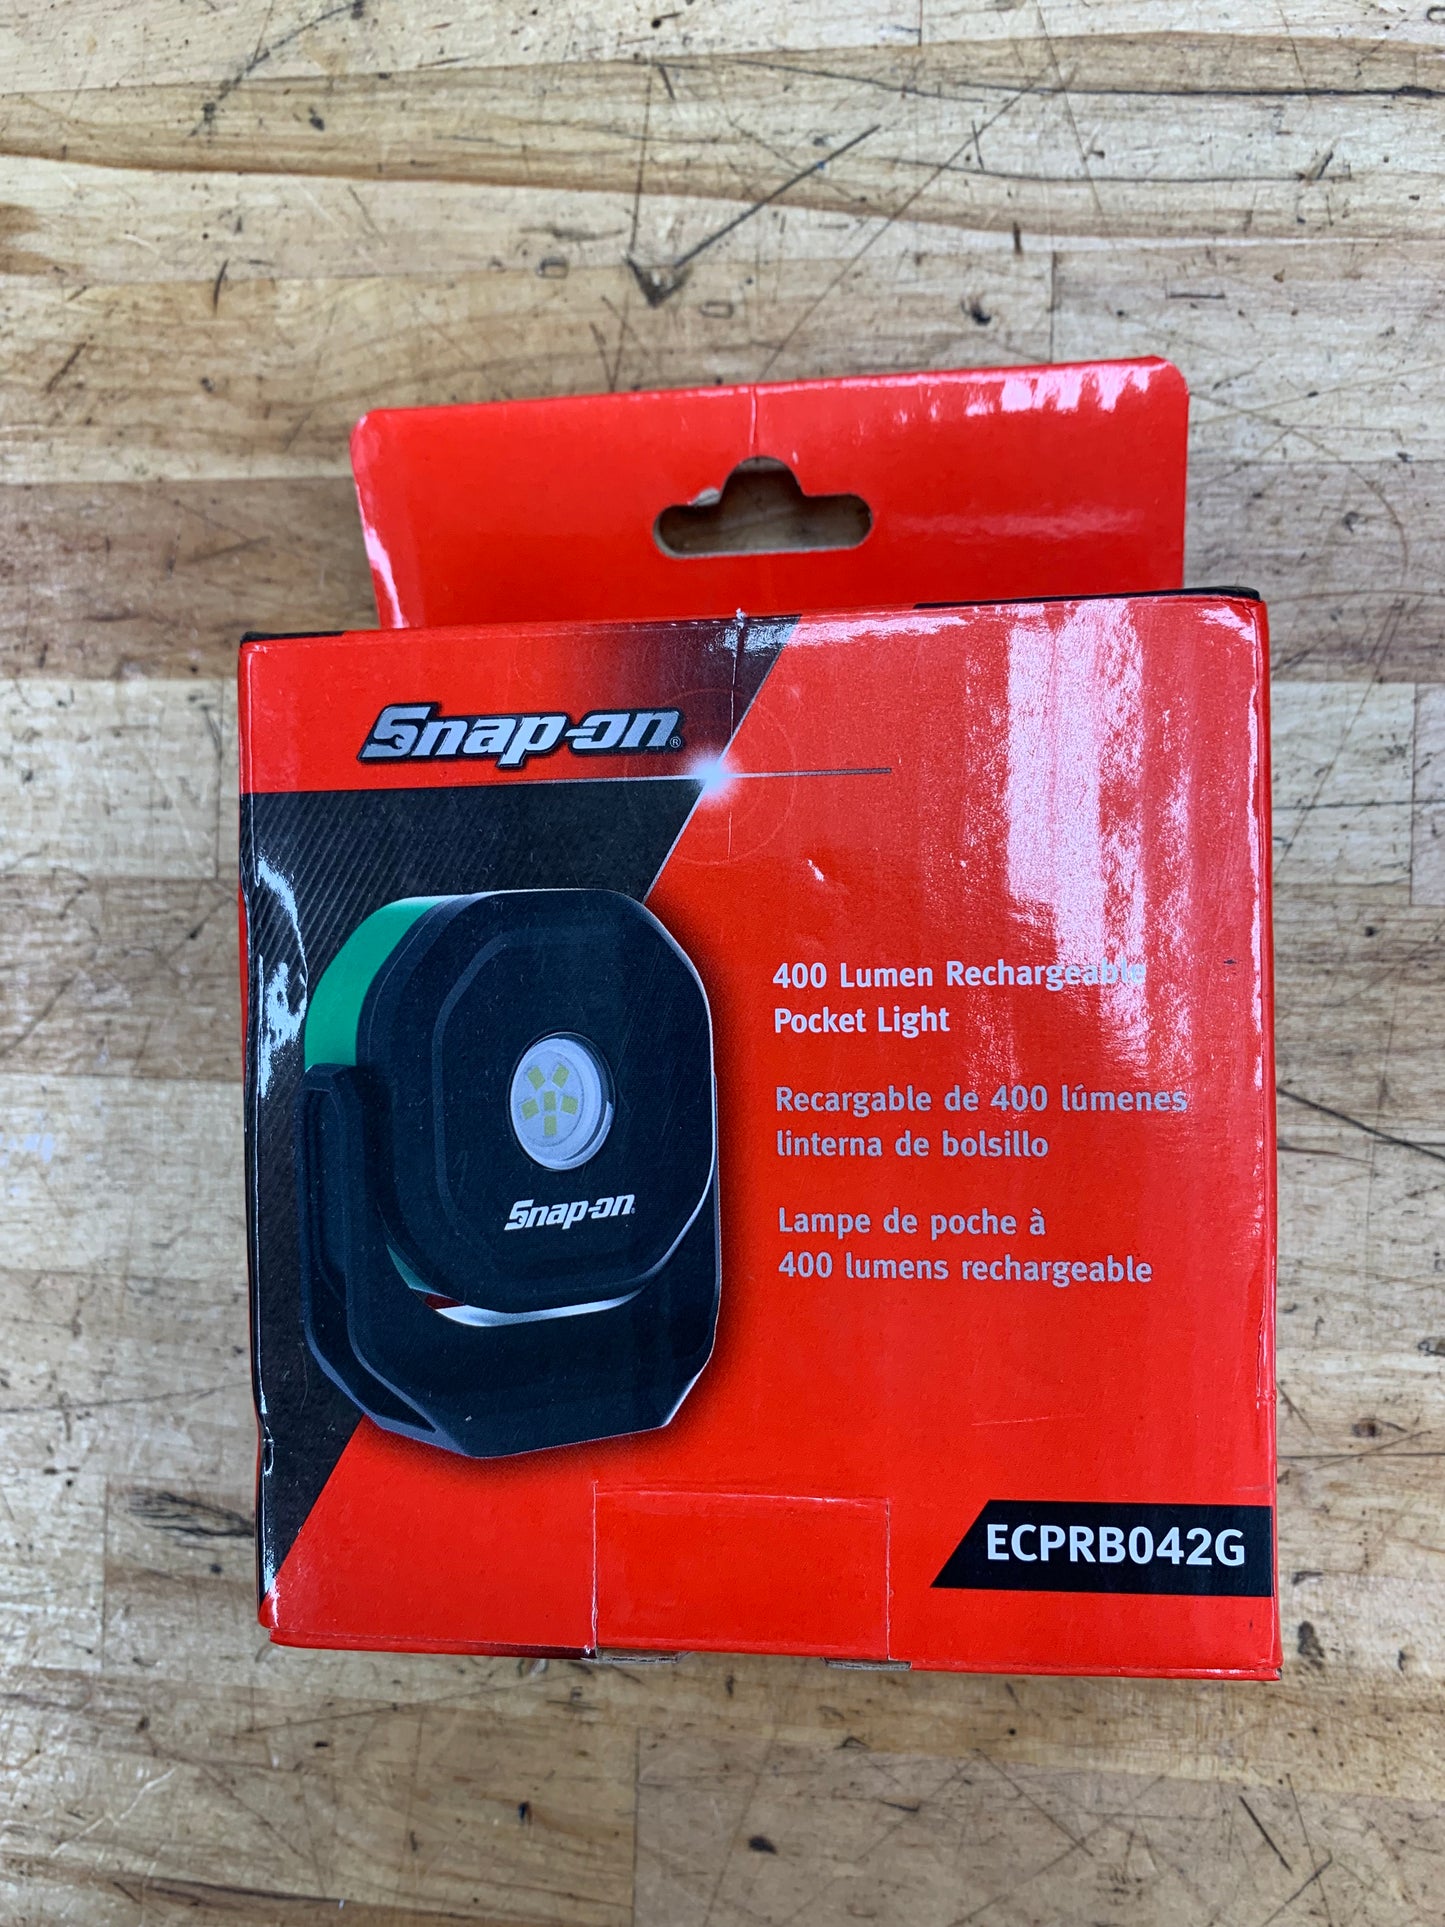 Snap-on®
400 Lumen Rechargeable
Pocket Light
Recargable de 400 lúmenes
linterna de bolsillo
Lampe de poche à
400 lumens rechargeable
Snap-on
ECPRB042G